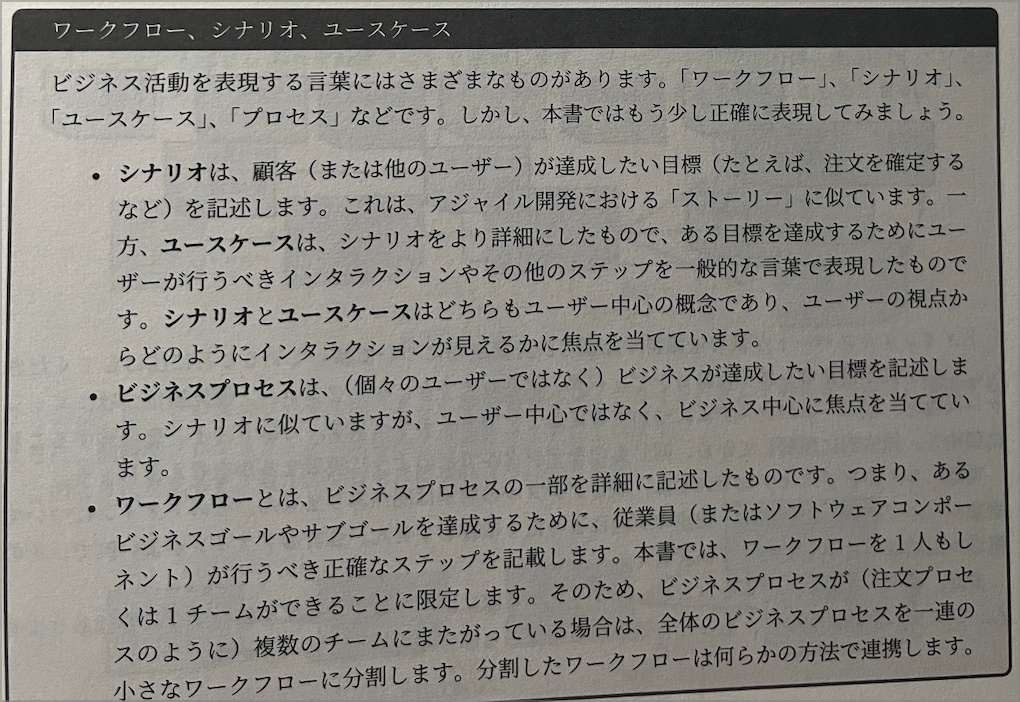 ワークフロー、シナリオ、ユースケース
ビジネス活動を表現する言葉にはさまざまなものがあります。「ワークフロー」、「シナリオ」、
「ユースケース」、「プロセス」などです。しかし、本書ではもう少し正確に表現してみましょう。
• シナリオは、顧客（または他のユーザー）が達成したい目標（たとえば、注文を確定する
など）を記述します。これは、アジャイル開発における「ストーリー」に似ています。一
方、ユースケースは、シナリオをより詳細にしたもので、ある目標を達成するためにユー
ザーが行うべきインタラクションやその他のステップを一般的な言葉で表現したもので
す。シナリオとユースケースはどちらもユーザー中心の概念であり、ユーザーの視点か
らどのようにインタラクションが見えるかに焦点を当てています。
• ビジネスプロセスは、（個々のユーザーではなく）ビジネスが達成したい目標を記述しま
す。シナリオに似ていますが、ユーザー中心ではなく、ビジネス中心に焦点を当ててい
ます。
• ワークフローとは、ビジネスプロセスの一部を詳細に記述したものです。つまり、ある
ビジネスゴールやサブゴールを達成するために、従業員（またはソフトウェアコンポー
ネント）が行うべき正確なステップを記載します。本書では、ワークフローを 1 人もし
くは 1 チームができることに限定します。そのため、ビジネスプロセスが（注文プロセ
スのように）複数のチームにまたがっている場合は、全体のビジネスプロセスを一連の
小さなワークフローに分割します。分割したワークフローは何らかの方法で連携します。